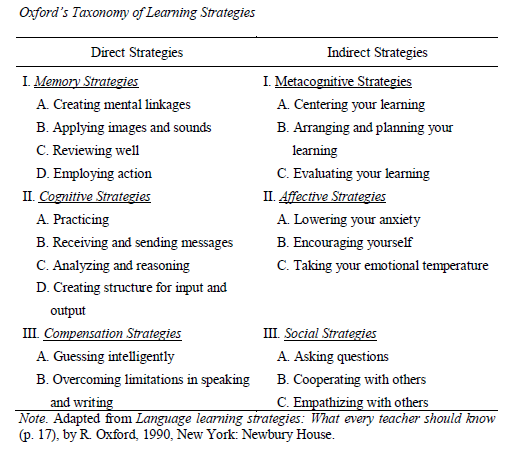 Oxford's Taxonomy of Learning Strategies
Direct Strategies
I. Memory Strategies
A. Creating mental linkages
B. Applying images and sounds
C. Reviewing well
D. Employing action
II. Cognitive Strategies
A. Practicing
B. Receiving and sending messages
C. Analyzing and reasoning
D. Creating structure for input and
output
III. Compensation Strategies
A. Guessing intelligently
B. Overcoming limitations in speaking
and writing
Indirect Strategies
I. Metacognitive Strategies
A. Centering your learning
B. Arranging and planning your
learning
C. Evaluating your learning
II. Affective Strategies
A. Lowering your anxiety
B. Encouraging yourself
C. Taking your emotional temperature
III. Social Strategies
A. Asking questions
B. Cooperating with others
C. Empathizing with others
Note. Adapted from Language learning strategies: What every teacher should know
(p. 17), by R. Oxford, 1990, New York: Newbury House.